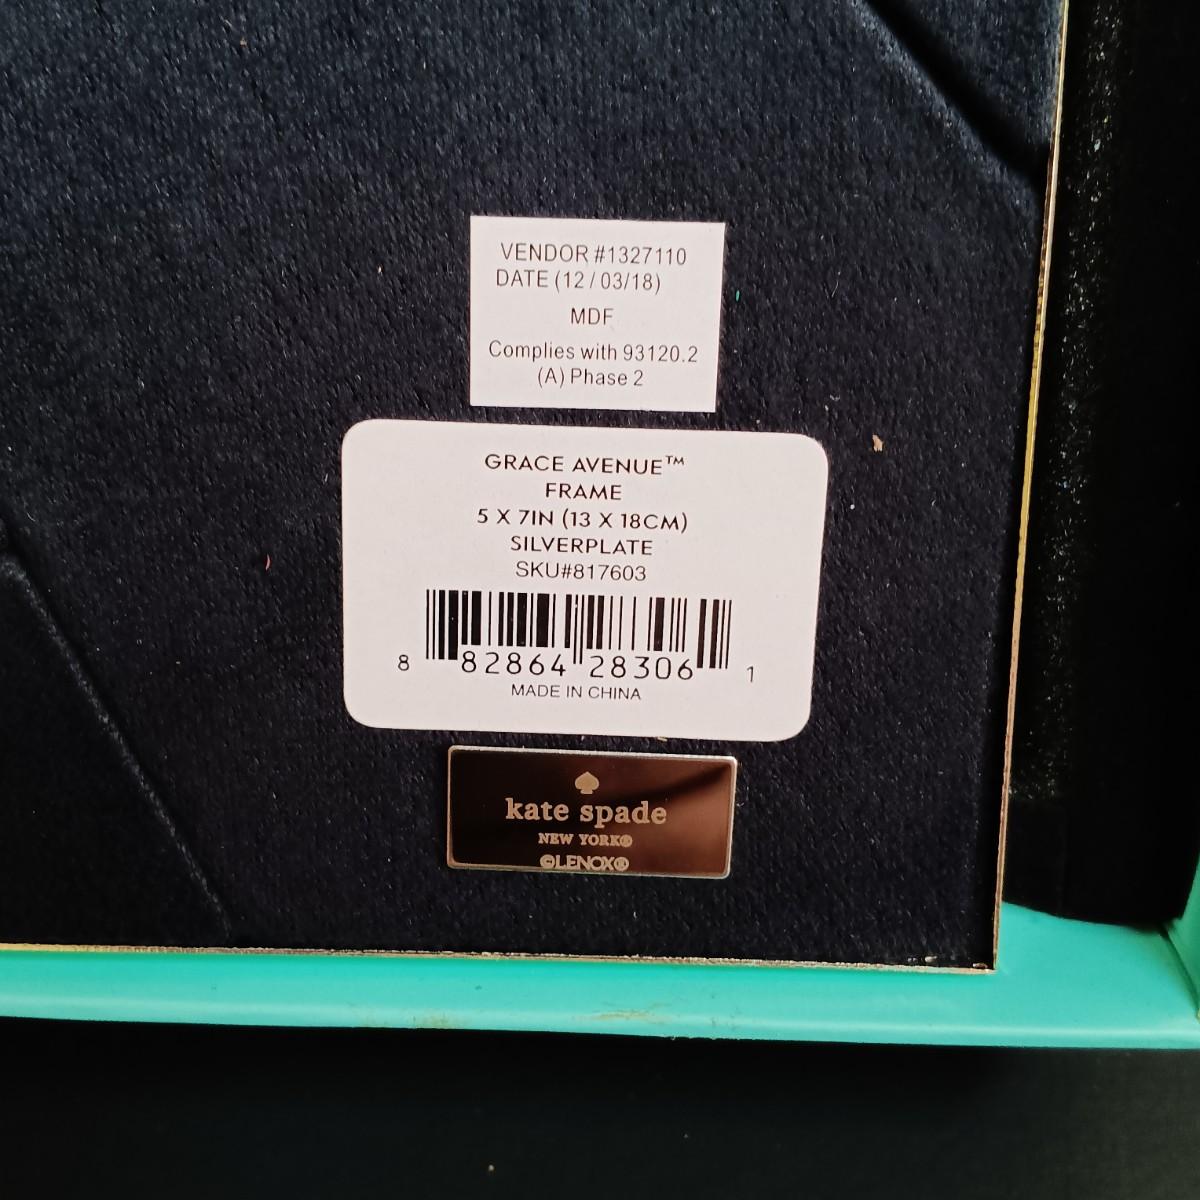 VENDOR #1327110
DATE (12/03/18)
MDF
Complies with 93120.2
(A) Phase 2
GRACE AVENUE™
FRAME
5 X 7IN (13 X 18CM)
SILVERPLATE
SKU#817603
8 82864 28306 1
MADE IN CHINA
kate spade
NEW YORK®
©LENOX®